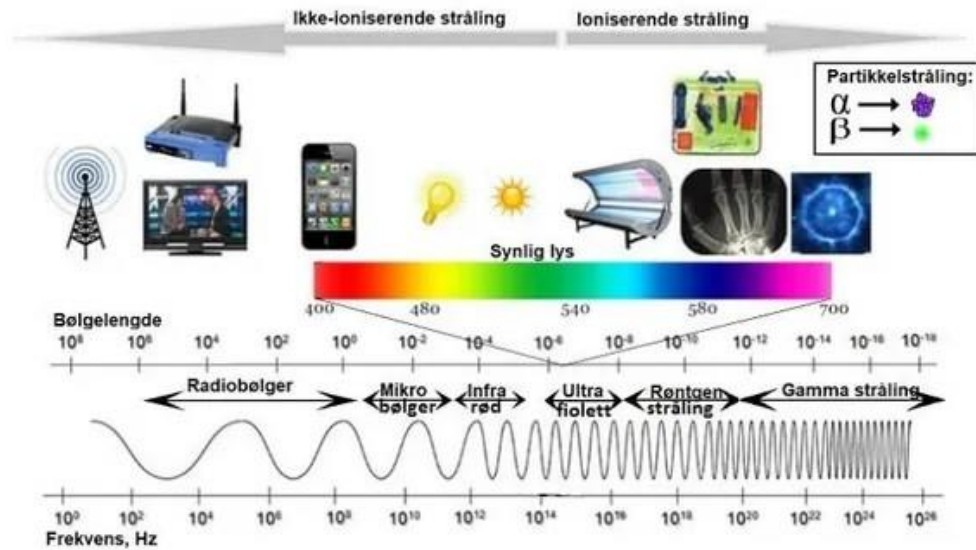 Ikke-ioniserende stråling Ioniserende stråling
Partikkelstråling:
α
β
Synlig lys
400 480 540 580 700
Bølgelengde
10⁸ 10⁶ 10⁴ 10² 10⁰ 10⁻² 10⁻⁴ 10⁻⁶ 10⁻⁸ 10⁻¹⁰ 10⁻¹² 10⁻¹⁴ 10⁻¹⁶ 10⁻¹⁸
Radiobølger Mikro bølger Infra rød Ultra fiolett Røntgen stråling Gamma stråling
10⁰ 10² 10⁴ 10⁶ 10⁸ 10¹⁰ 10¹² 10¹⁴ 10¹⁶ 10¹⁸ 10²⁰ 10²² 10²⁴ 10²⁶
Frekvens, Hz